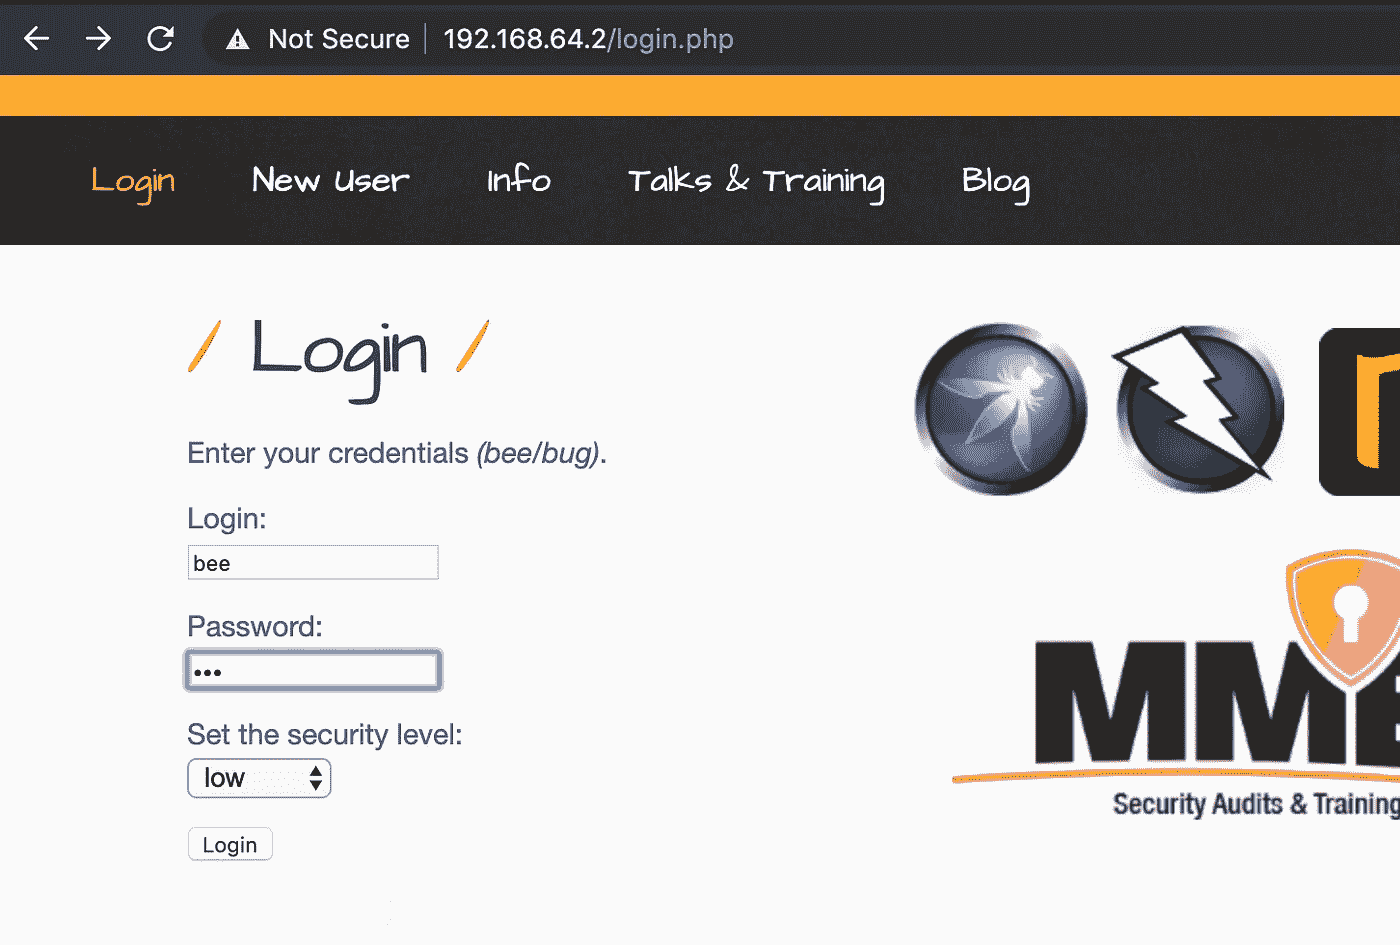 Not Secure | 192.168.64.2/login.php
Login New User Info Talks & Training Blog
/ Login /
Enter your credentials (bee/bug).
Login:
bee
Password:
•••
Set the security level:
low
Login
MME
Security Audits & Training